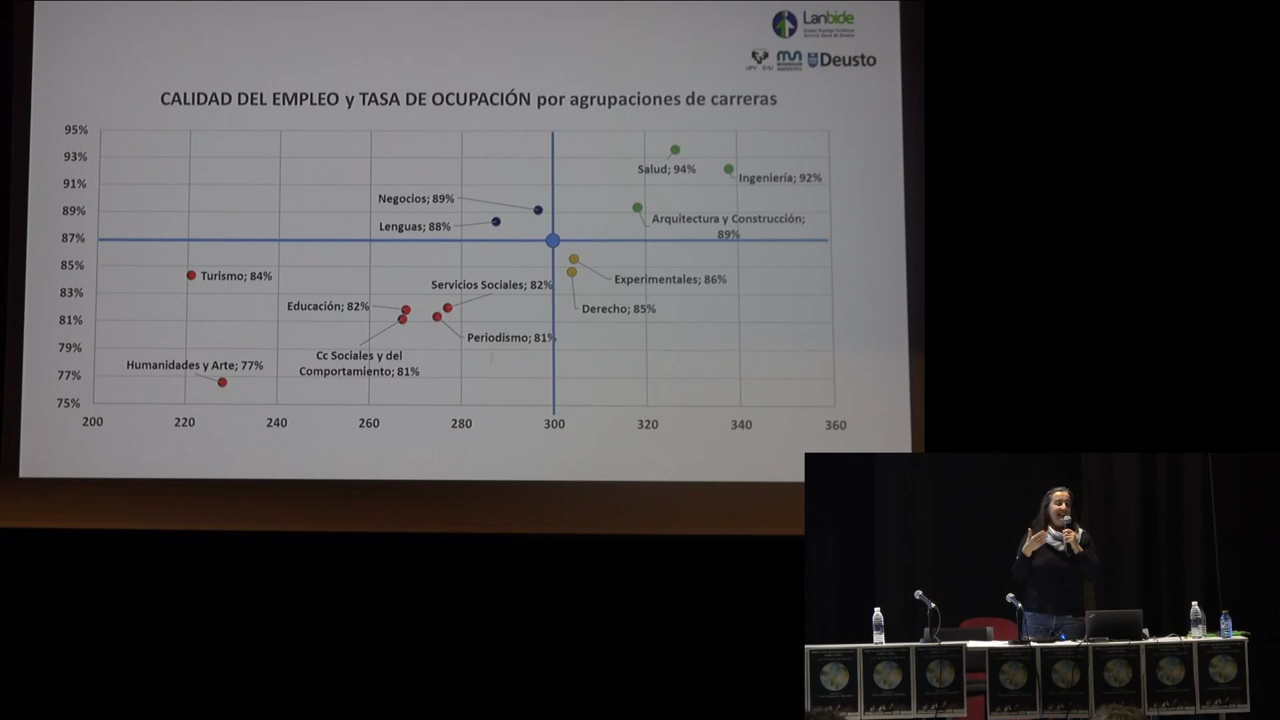 Lanbide
Deusto
CALIDAD DEL EMPLEO y TASA DE OCUPACIÓN por agrupaciones de carreras
95%
93%
91%
89%
87%
85%
83%
81%
79%
77%
75%
Salud; 94%
Ingeniería; 92%
Negocios; 89%
Arquitectura y Construcción;
89%
Lenguas; 88%
Turismo; 84%
Experimentales; 86%
Servicios Sociales; 82%
Educación; 82%
Derecho; 85%
Periodismo; 81%
Cc Sociales y del
Comportamiento; 81%
Humanidades y Arte; 77%
200
220
240
260
280
300
320
340
360